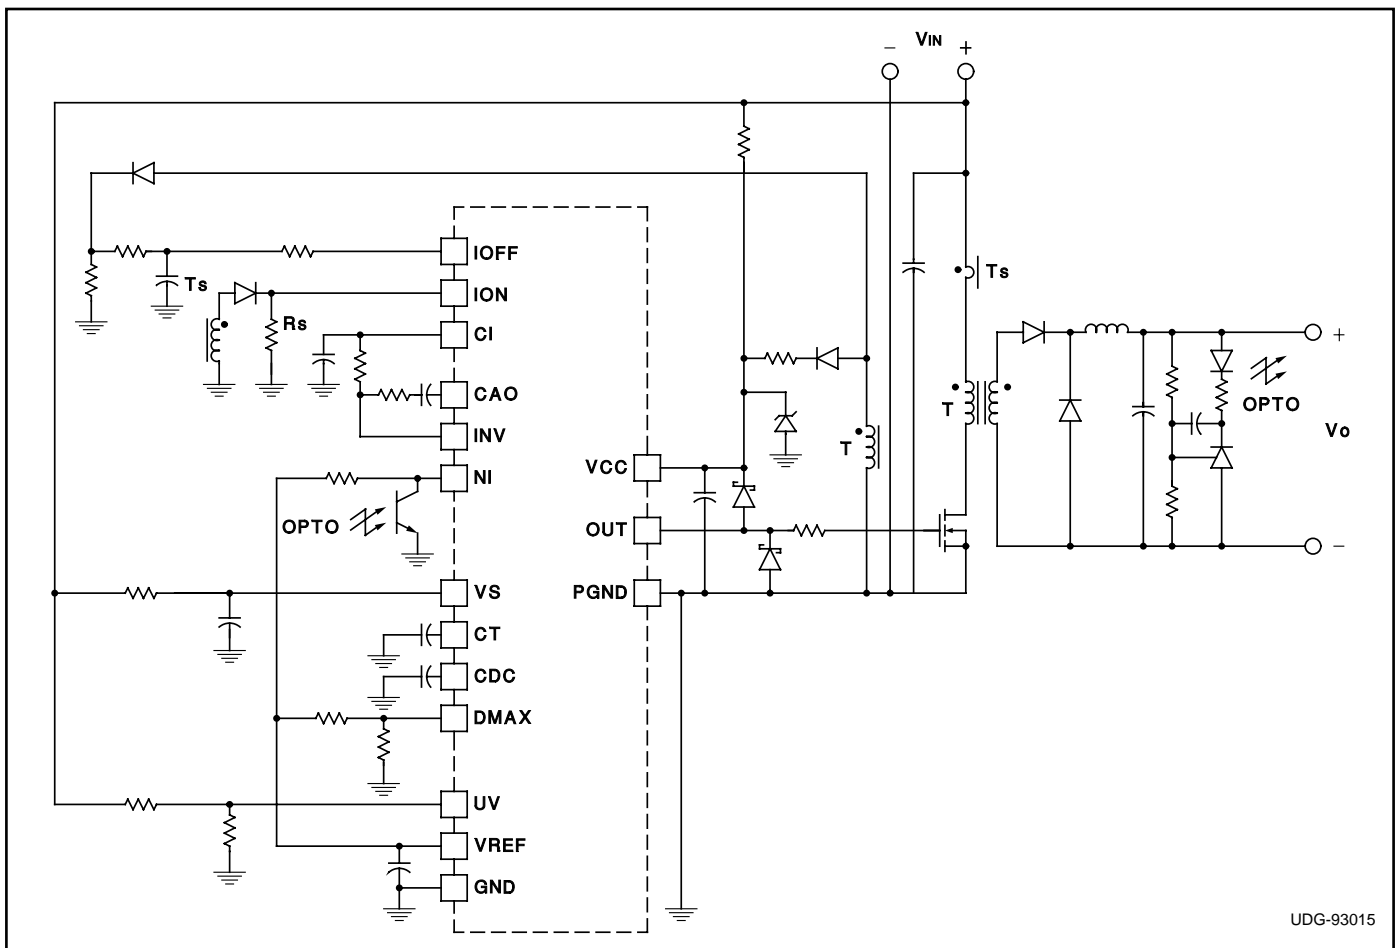 − VIN +
IOFF
Ts
Ts
ION
Rs
CI
CAO
INV
NI
OPTO
VCC
OUT
PGND
T
T
OPTO
+
Vo
−
VS
CT
CDC
DMAX
UV
VREF
GND
UDG-93015